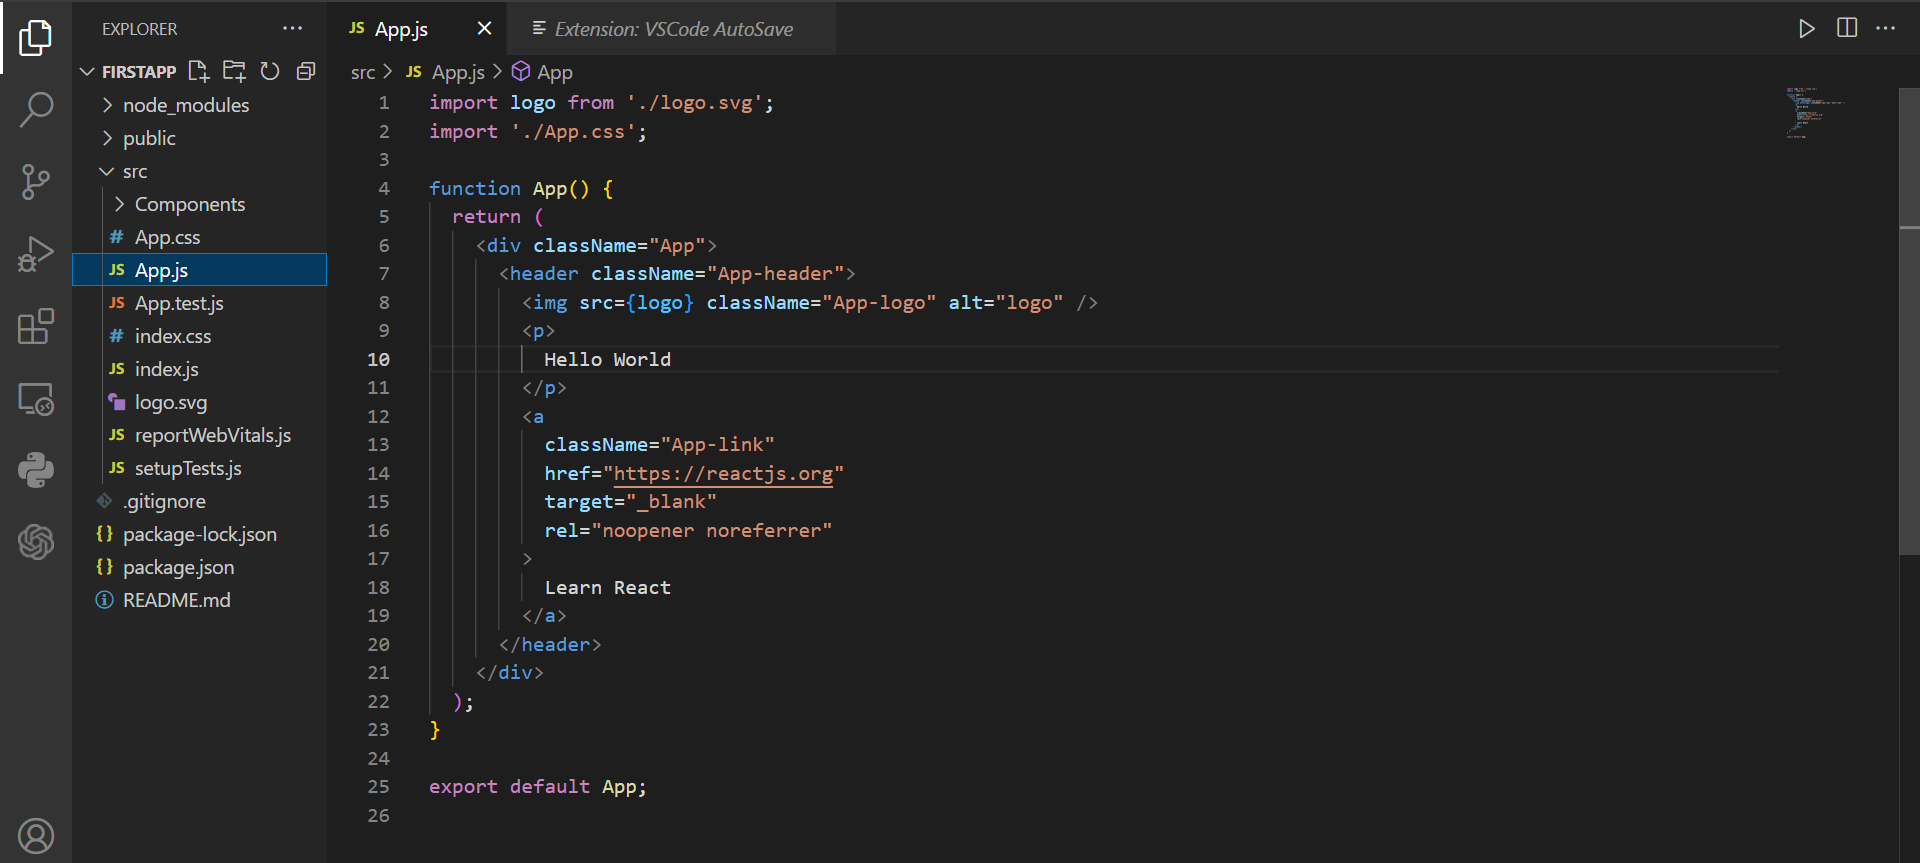 EXPLORER
FIRSTAPP
node_modules
public
src
Components
# App.css
JS App.js
JS App.test.js
# index.css
JS index.js
logo.svg
JS reportWebVitals.js
JS setupTests.js
.gitignore
{} package-lock.json
{} package.json
README.md
JS App.js
Extension: VSCode AutoSave
src > JS App.js > App
1 import logo from './logo.svg';
2 import './App.css';
3
4 function App() {
5 return (
6 <div className="App">
7 <header className="App-header">
8 <img src={logo} className="App-logo" alt="logo" />
9 <p>
10 Hello World
11 </p>
12 <a
13 className="App-link"
14 href="https://reactjs.org"
15 target="_blank"
16 rel="noopener noreferrer"
17 >
18 Learn React
19 </a>
20 </header>
21 </div>
22 );
23 }
24
25 export default App;
26